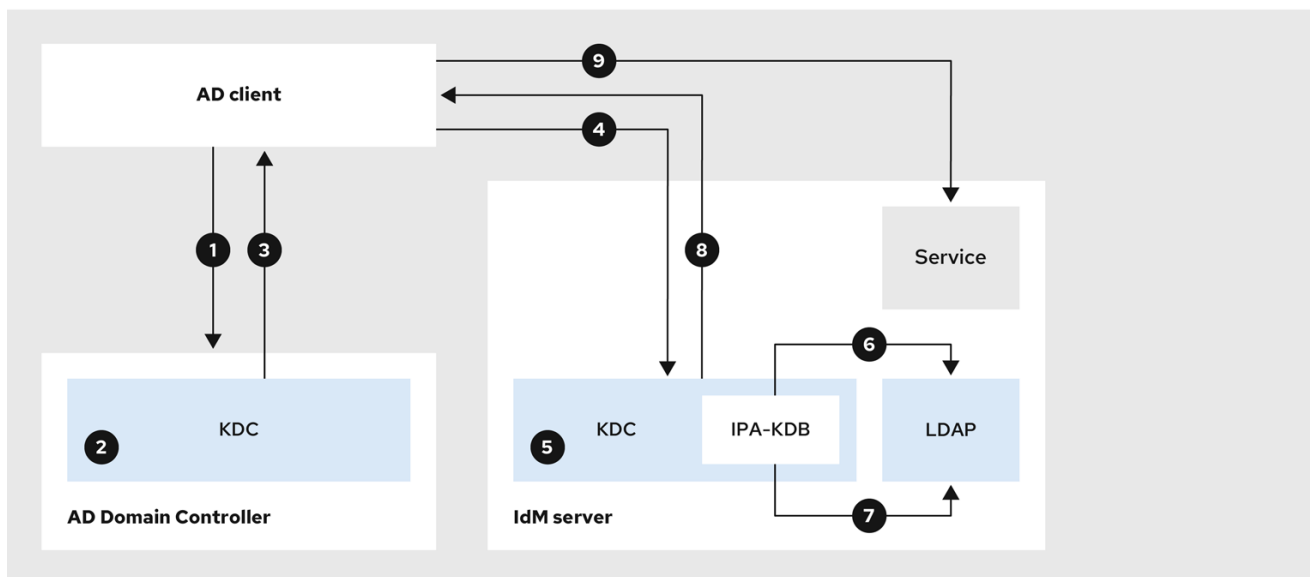 9
AD client
4
1
3
8
Service
6
KDC
2
KDC
5
IPA-KDB
LDAP
AD Domain Controller
IdM server
7